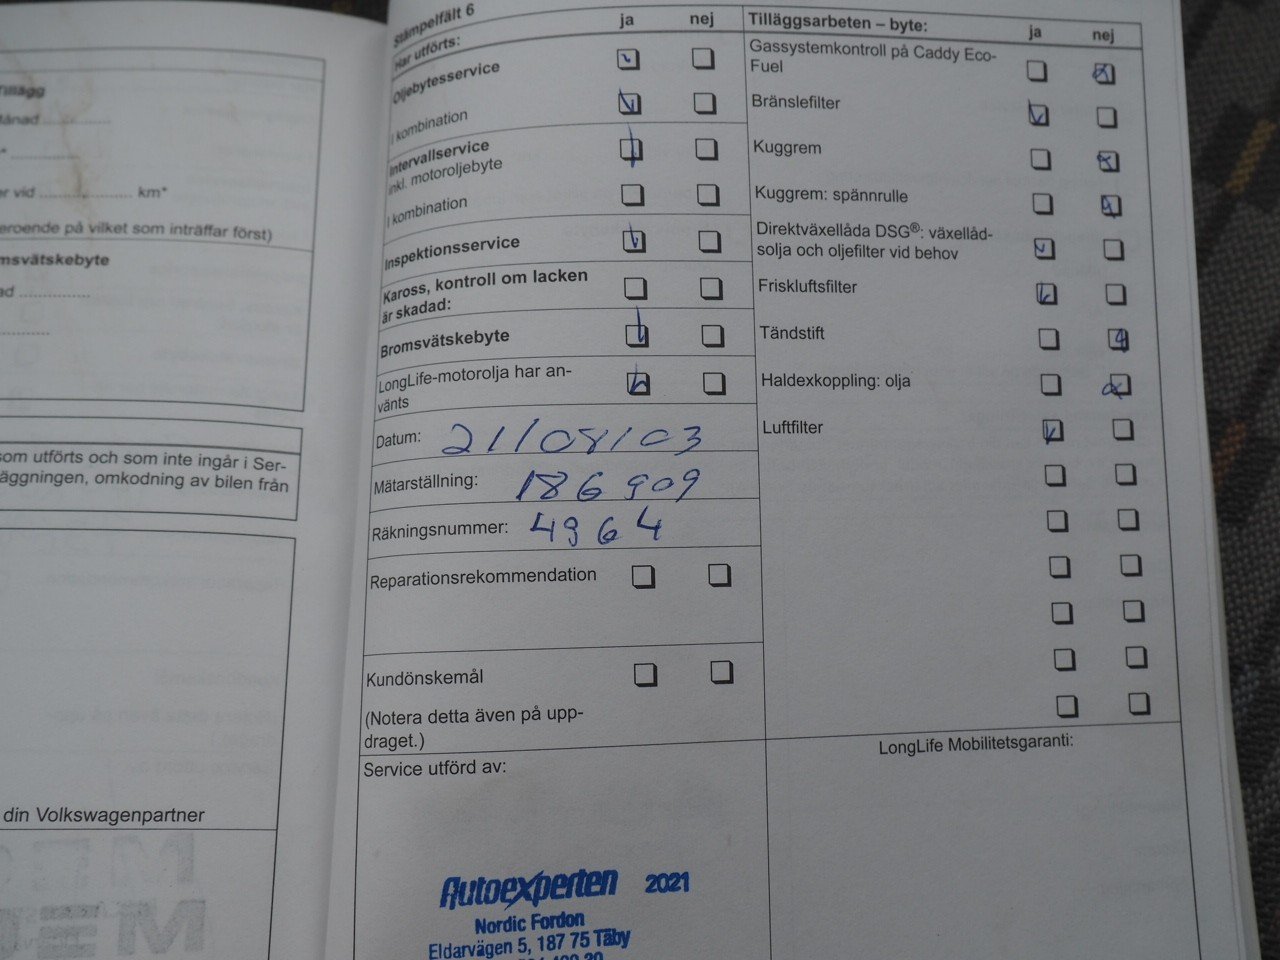 Tillägg
er vid .................. km*
eroende på vilket som inträffar först)
msvätskebyte
som utförts och som inte ingår i Ser-
äggningen, omkodning av bilen från
din Volkswagenpartner
Stämpelfält 6
Har utförts:
ja nej
Oljebytesservice
I kombination
Intervallservice
inkl. motoroljebyte
I kombination
Inspektionsservice
Kaross, kontroll om lacken
är skadad:
Bromsvätskebyte
LongLife-motorolja har an-
vänts
Datum: 21/08/03
Mätarställning: 186909
Räkningsnummer: 4964
Reparationsrekommendation
Kundönskemål
(Notera detta även på upp-
draget.)
Service utförd av:
Autoexperten 2021
Nordic Fordon
Eldarvägen 5, 187 75 Täby
Tilläggsarbeten – byte:
ja nej
Gassystemkontroll på Caddy Eco-
Fuel
Bränslefilter
Kuggrem
Kuggrem: spännrulle
Direktväxellåda DSG®: växellåd-
solja och oljefilter vid behov
Friskluftsfilter
Tändstift
Haldexkoppling: olja
Luftfilter
LongLife Mobilitetsgaranti: